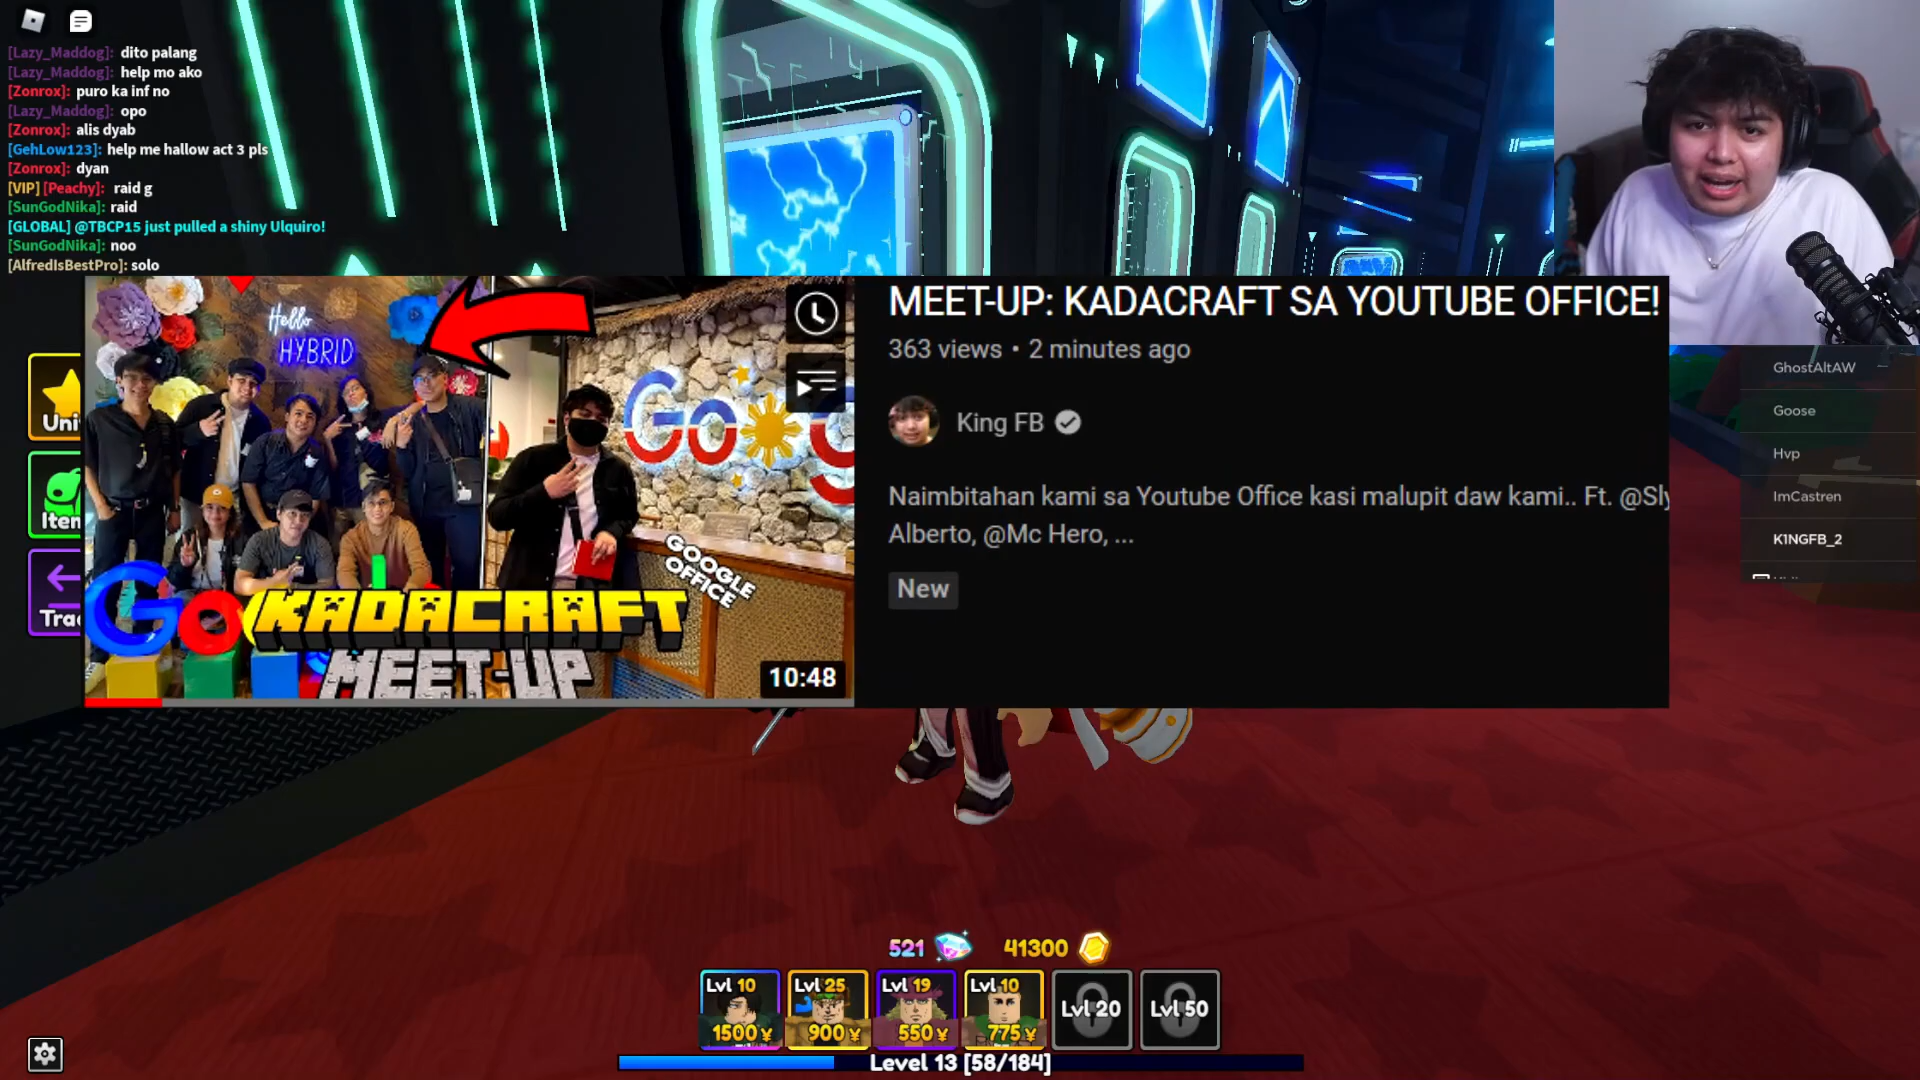 [Lazy_Maddog]: dito palang
[Lazy_Maddog]: help mo ako
[Zonrox]: puro ka inf no
[Lazy_Maddog]: opo
[Zonrox]: alis dyab
[GehLow123]: help me hallow act 3 pls
[Zonrox]: dyan
[VIP] [Peachy]: raid g
[SunGodNika]: raid
[GLOBAL] @TBCP15 just pulled a shiny Ulquiro!
[SunGodNika]: noo
[AlfredIsBestPro]: solo
Hello
HYBRID
GOOGLE
OFFICE
Go
KADACRAFT
MEET-UP
10:48
MEET-UP: KADACRAFT SA YOUTUBE OFFICE!
363 views • 2 minutes ago
King FB
Naimbitahan kami sa Youtube Office kasi malupit daw kami.. Ft. @Sly
Alberto, @Mc Hero, ...
New
GhostAltAW
Goose
Hvp
ImCastren
K1NGFB_2
Uni
Iten
Trac
521
41300
Lvl 10
1500¥
Lvl 25
900¥
Lvl 19
550¥
Lvl 10
775¥
Lvl 20
Lvl 50
Level 13 [58/184]